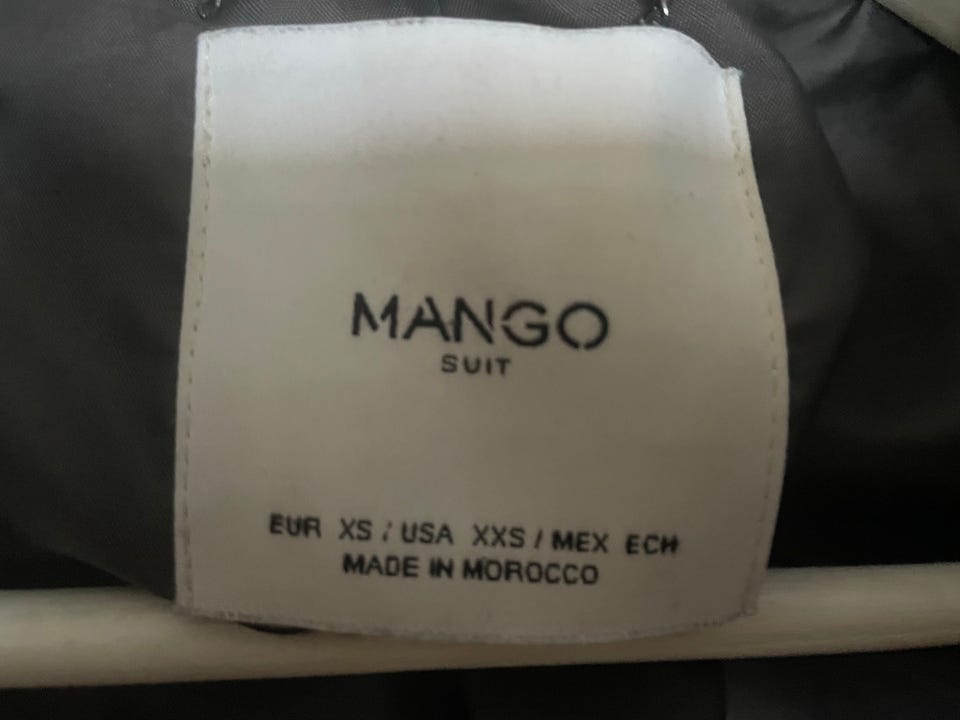 MANGO
SUIT
EUR XS / USA XXS / MEX ECH
MADE IN MOROCCO